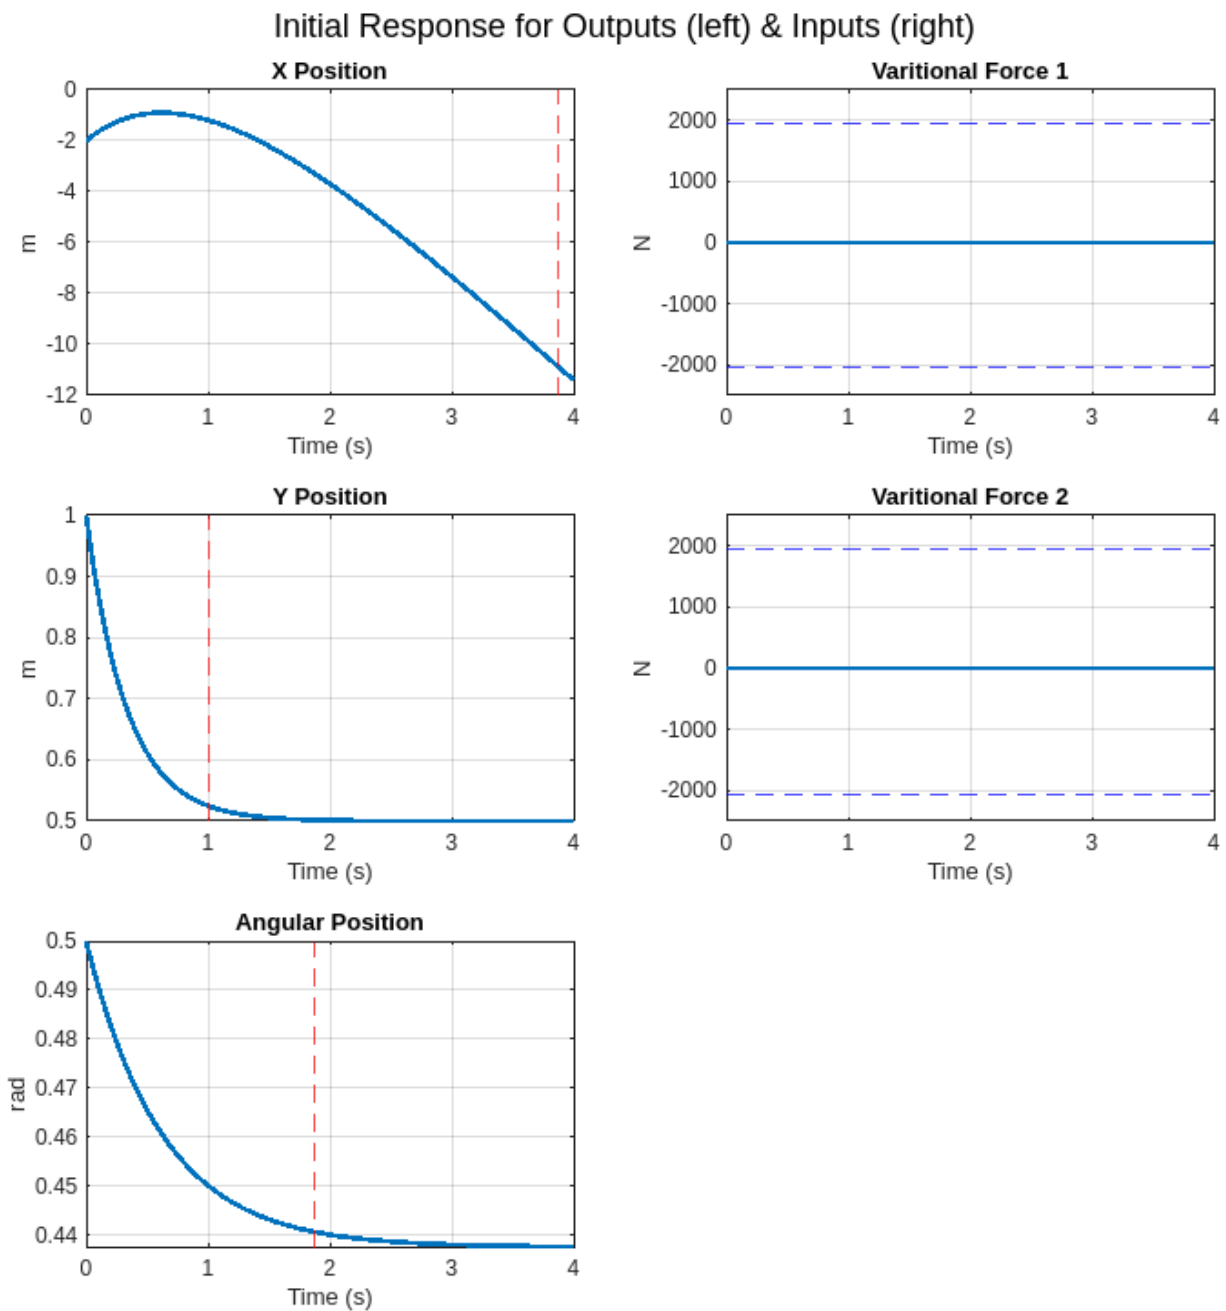 Initial Response for Outputs (left) & Inputs (right)
X Position
0
-2
-4
-6
-8
-10
-12
m
0 1 2 3 4
Time (s)
Varitional Force 1
2000
1000
0
-1000
-2000
N
0 1 2 3 4
Time (s)
Y Position
1
0.9
0.8
0.7
0.6
0.5
m
0 1 2 3 4
Time (s)
Varitional Force 2
2000
1000
0
-1000
-2000
N
0 1 2 3 4
Time (s)
Angular Position
0.5
0.49
0.48
0.47
0.46
0.45
0.44
rad
0 1 2 3 4
Time (s)